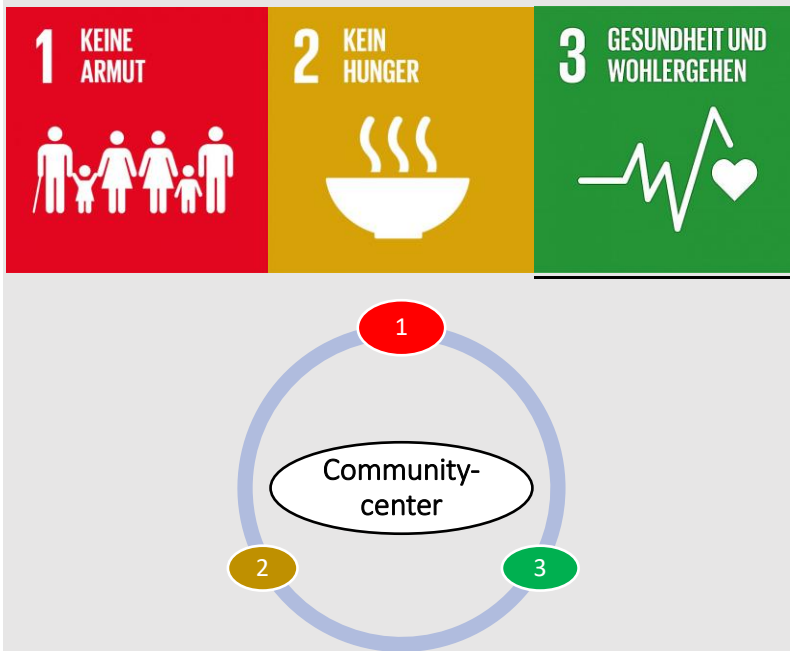 1 KEINE
ARMUT
2 KEIN
HUNGER
3 GESUNDHEIT UND
WOHLERGEHEN
1
Community-
center
2
3